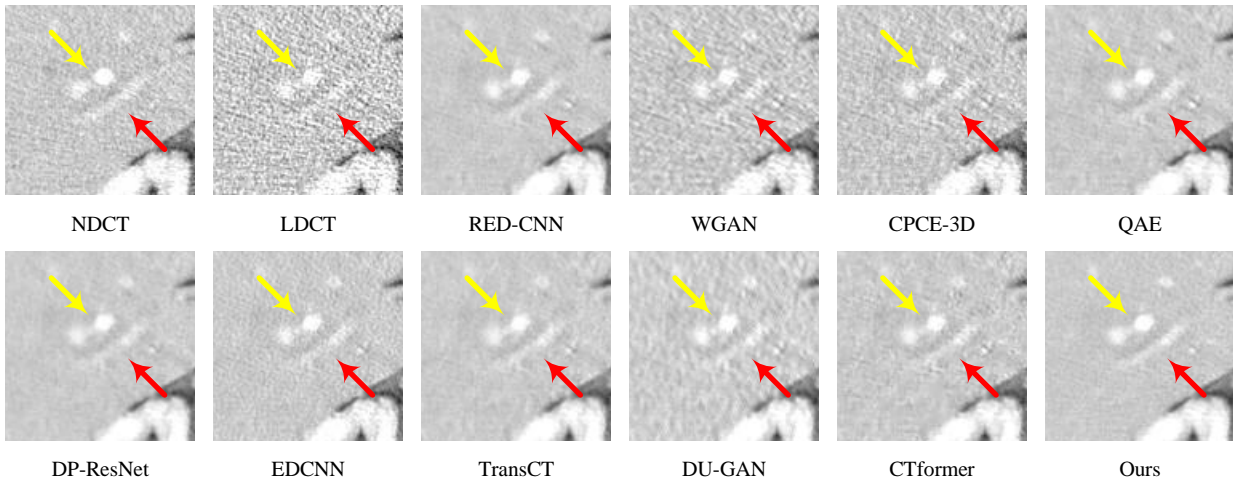 NDCT LDCT RED-CNN WGAN CPCE-3D QAE
DP-ResNet EDCNN TransCT DU-GAN CTformer Ours